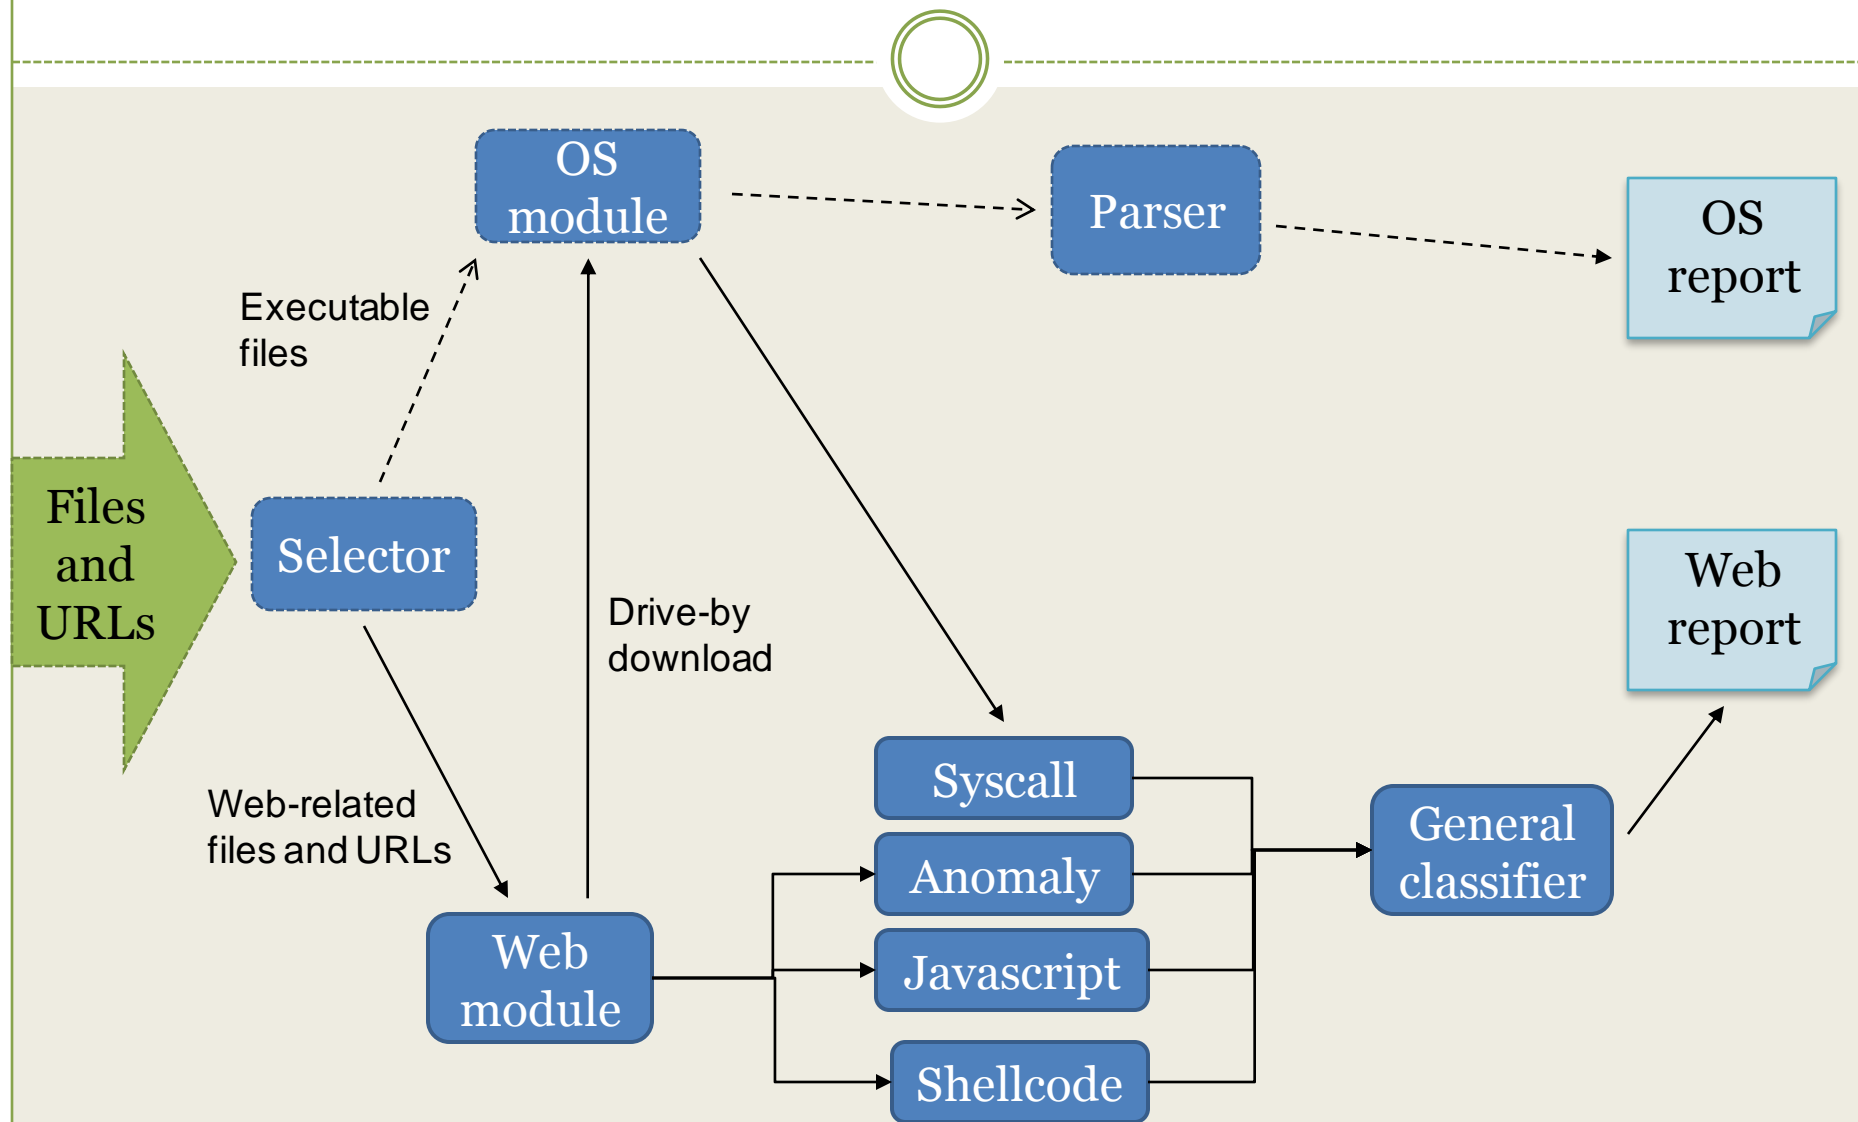 OS
module
Parser
OS
report
Executable
files
Files
and
URLs
Selector
Drive-by
download
Web
report
Web-related
files and URLs
Syscall
Anomaly
Javascript
Shellcode
General
classifier
Web
module